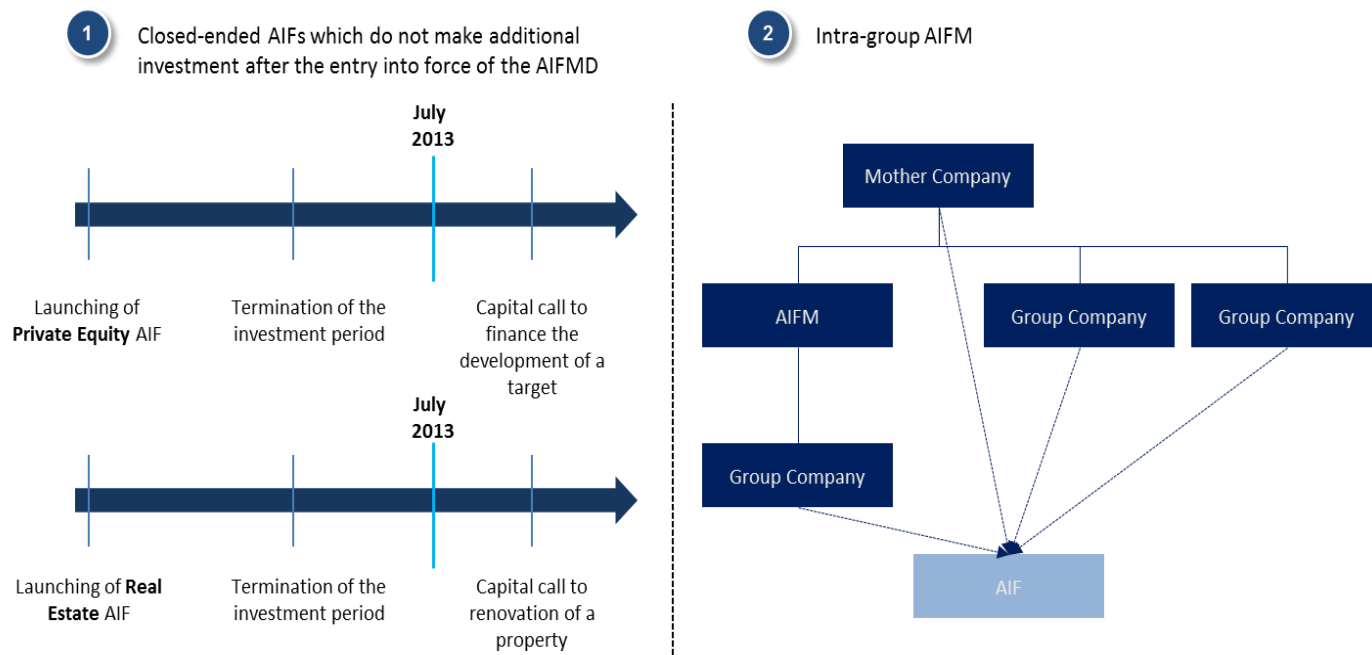 1
Closed-ended AIFs which do not make additional
investment after the entry into force of the AIFMD
July
2013
Launching of
Private Equity AIF
Termination of the
investment period
Capital call to
finance the
development of a
target
July
2013
Launching of Real
Estate AIF
Termination of the
investment period
Capital call to
renovation of a
property
2
Intra-group AIFM
Mother Company
AIFM
Group Company
Group Company
Group Company
AIF